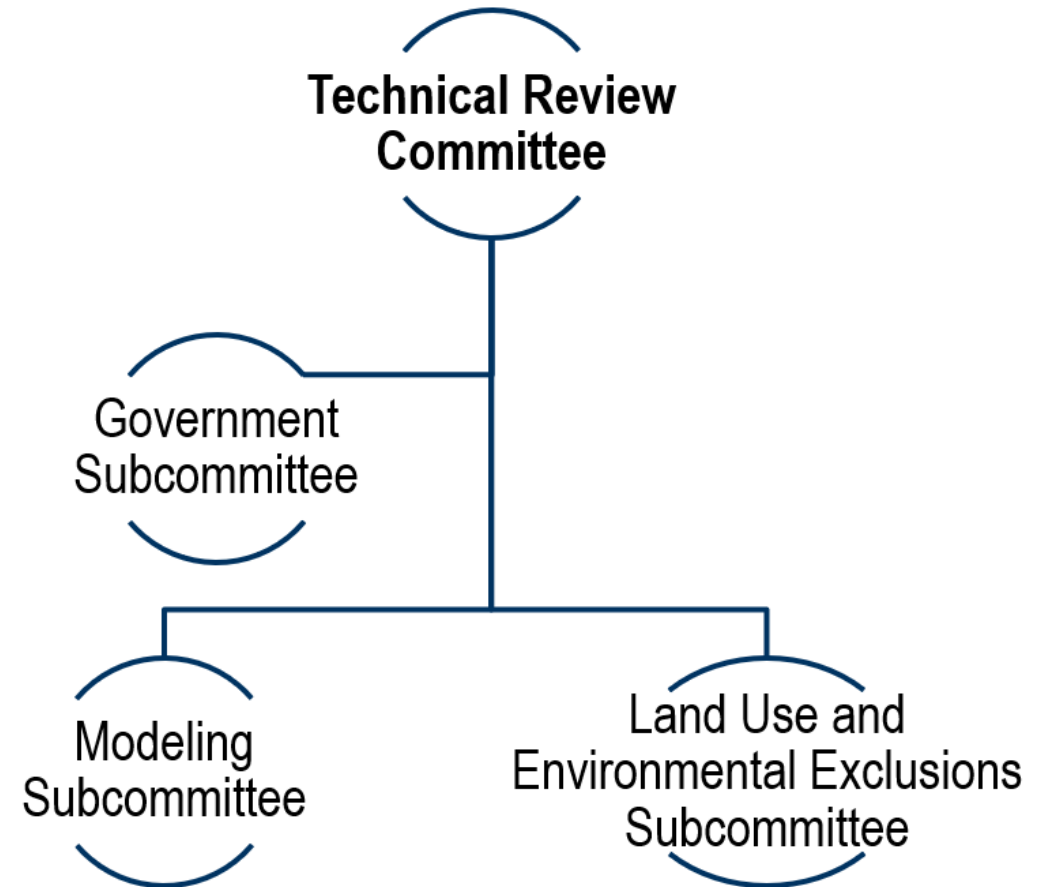 Technical Review
Committee
Government
Subcommittee
Modeling
Subcommittee
Land Use and
Environmental Exclusions
Subcommittee